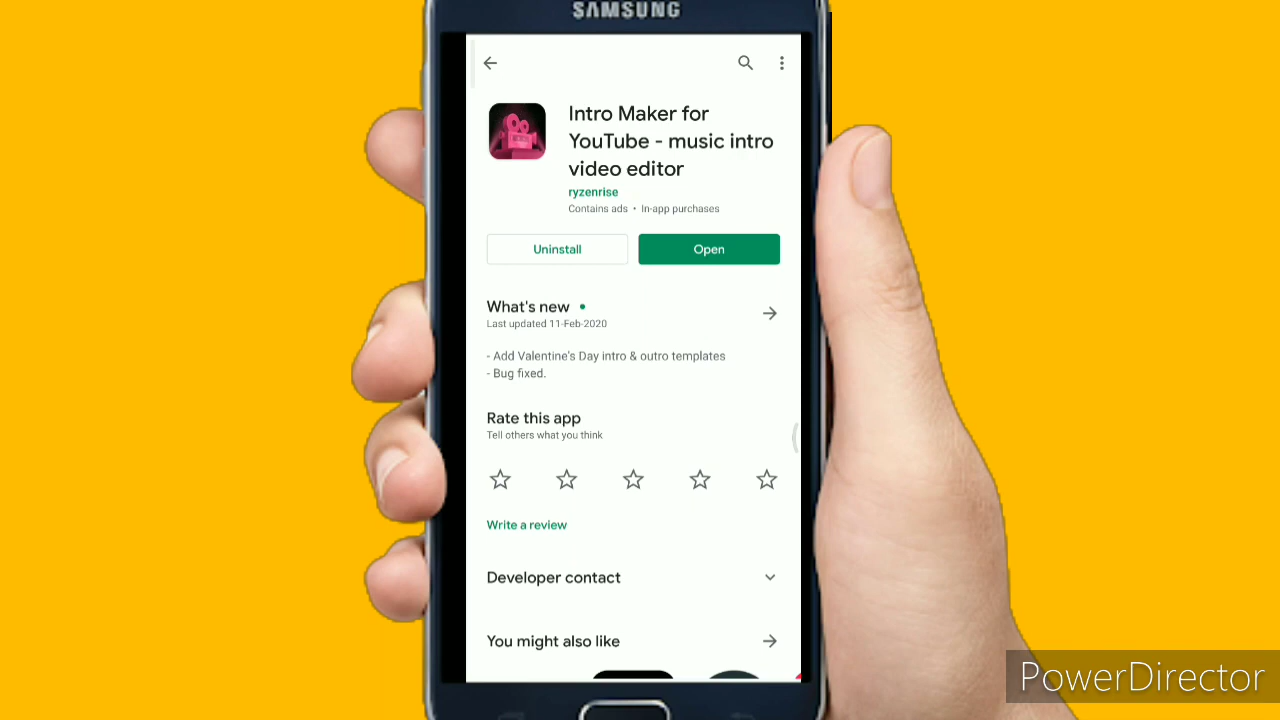 SAMSUNG
Intro Maker for
YouTube - music intro
video editor
ryzenrise
Contains ads • In-app purchases
Uninstall
Open
What's new •
Last updated 11-Feb-2020
- Add Valentine's Day intro & outro templates
- Bug fixed.
Rate this app
Tell others what you think
Write a review
Developer contact
You might also like
PowerDirector